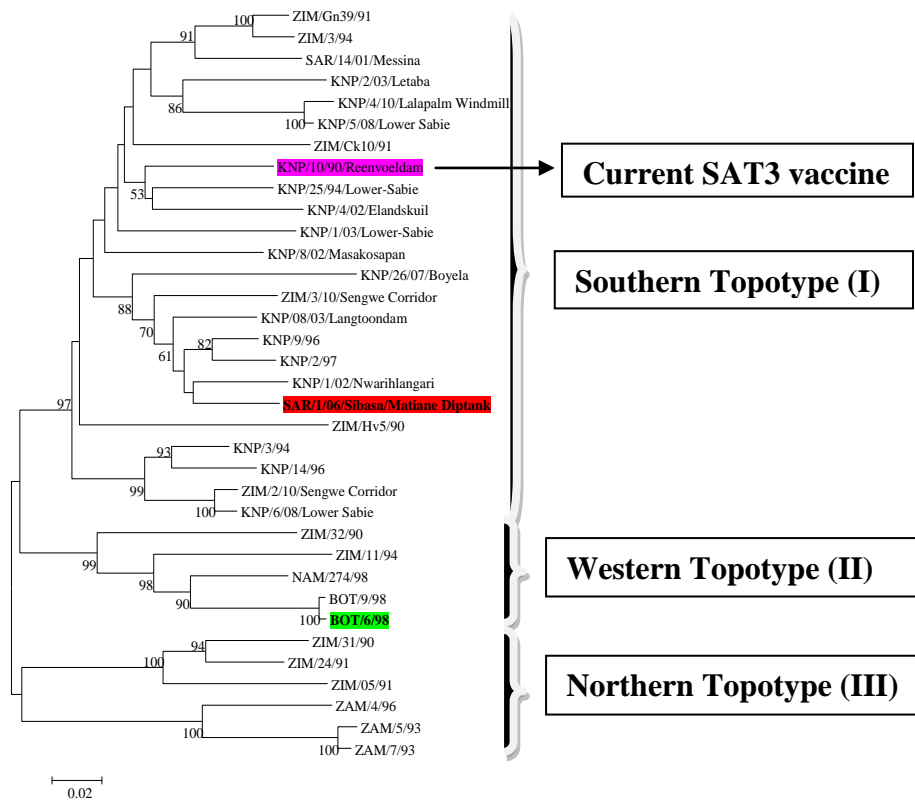 ZIM/Gn39/91
100
ZIM/3/94
91
SAR/14/01/Messina
KNP/2/03/Letaba
KNP/4/10/Lalapalm Windmill
86
KNP/5/08/Lower Sabie
100
ZIM/Ck10/91
KNP/10/90/Reenvoeldam
Current SAT3 vaccine
KNP/25/94/Lower-Sabie
53
KNP/4/02/Elandskuil
KNP/1/03/Lower-Sabie
KNP/8/02/Masakosapan
KNP/26/07/Boyela
Southern Topotype (I)
ZIM/3/10/Sengwe Corridor
88
KNP/08/03/Langtoondam
70
KNP/9/96
82
61
KNP/2/97
KNP/1/02/Nwarihlangari
SAR/1/06/Sibasa/Matiane Diptank
97
ZIM/Hv5/90
KNP/3/94
93
KNP/14/96
99
ZIM/2/10/Sengwe Corridor
KNP/6/08/Lower Sabie
100
ZIM/32/90
ZIM/11/94
99
Western Topotype (II)
NAM/274/98
98
BOT/9/98
90
BOT/6/98
100
ZIM/31/90
94
ZIM/24/91
100
ZIM/05/91
Northern Topotype (III)
ZAM/4/96
ZAM/5/93
100
ZAM/7/93
100
0.02